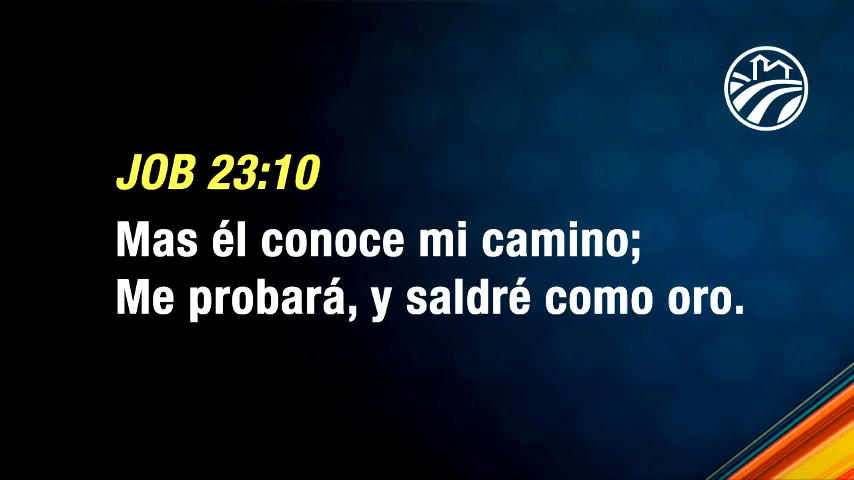 JOB 23:10
Mas él conoce mi camino;
Me probará, y saldré como oro.